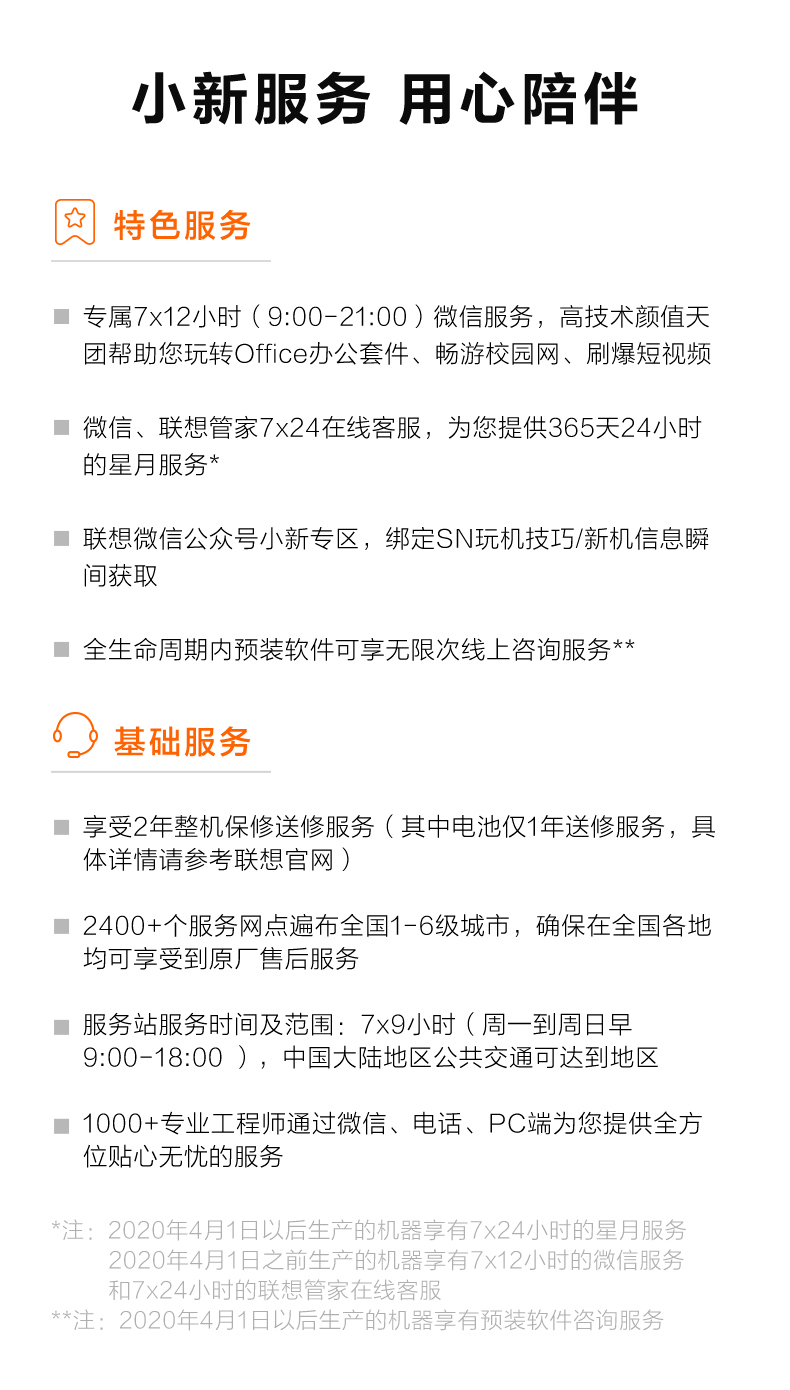 小新服务 用心陪伴
特色服务
专属7x12小时（9:00-21:00）微信服务，高技术颜值天
团帮助您玩转Office办公套件、畅游校园网、刷爆短视频
微信、联想管家7x24在线客服，为您提供365天24小时
的星月服务*
联想微信公众号小新专区，绑定SN玩机技巧/新机信息瞬
间获取
全生命周期内预装软件可享无限次线上咨询服务**
基础服务
享受2年整机保修送修服务（其中电池仅1年送修服务，具
体详情请参考联想官网）
2400+个服务网点遍布全国1-6级城市，确保在全国各地
均可享受到原厂售后服务
服务站服务时间及范围：7x9小时（周一到周日早
9:00-18:00 ），中国大陆地区公共交通可达到地区
1000+专业工程师通过微信、电话、PC端为您提供全方
位贴心无忧的服务
*注：2020年4月1日以后生产的机器享有7x24小时的星月服务
2020年4月1日之前生产的机器享有7x12小时的微信服务
和7x24小时的联想管家在线客服
**注：2020年4月1日以后生产的机器享有预装软件咨询服务